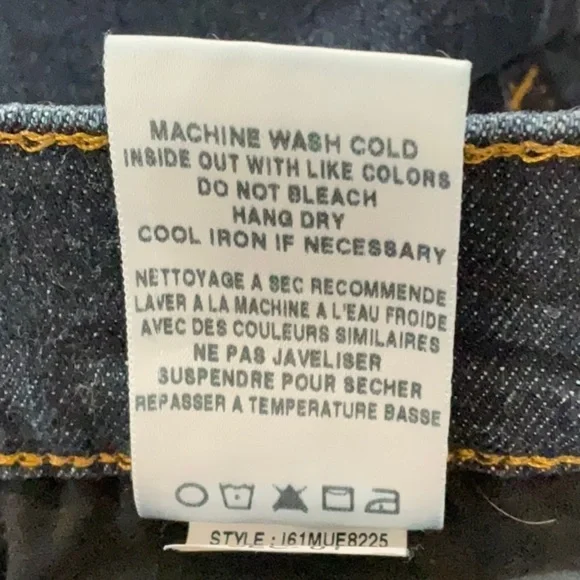 MACHINE WASH COLD
INSIDE OUT WITH LIKE COLORS
DO NOT BLEACH
HANG DRY
COOL IRON IF NECESSARY
NETTOYAGE A SEC RECOMMENDE
LAVER A LA MACHINE A L'EAU FROIDE
AVEC DES COULEURS SIMILAIRES
NE PAS JAVELISER
SUSPENDRE POUR SECHER
REPASSER A TEMPERATURE BASSE
STYLE : J61MUE8225